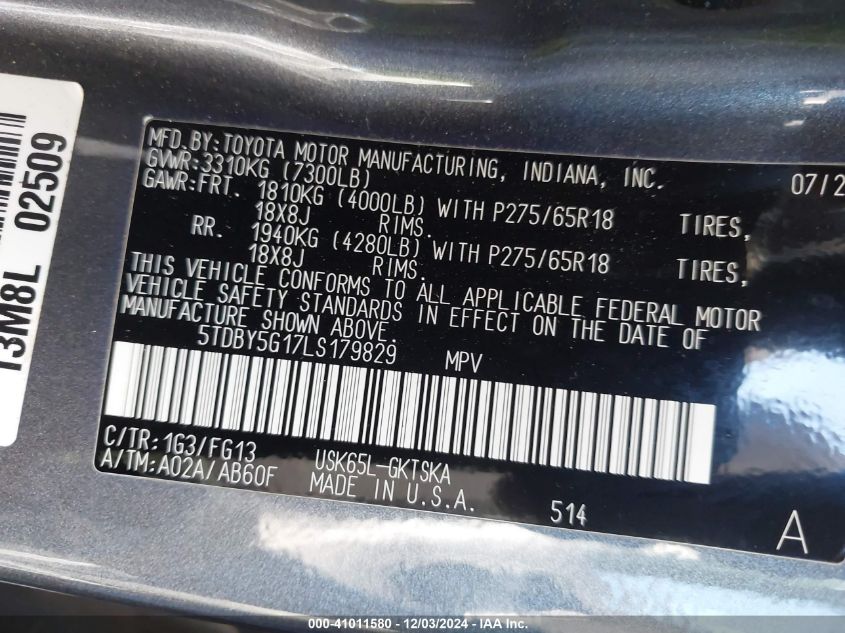 MFD. BY: TOYOTA MOTOR MANUFACTURING, INDIANA, INC. 07/2
GVWR: 3310KG (7300LB)
GAWR: FRT. 1810KG (4000LB) WITH P275/65R18 TIRES,
18X8J RIMS.
RR. 1940KG (4280LB) WITH P275/65R18 TIRES,
18X8J RIMS.
THIS VEHICLE CONFORMS TO ALL APPLICABLE FEDERAL MOTOR
VEHICLE SAFETY STANDARDS IN EFFECT ON THE DATE OF
MANUFACTURE SHOWN ABOVE.
5TDBY5G17LS179829 MPV
C/TR: 1G3/FG13 USK65L-GKTSKA
A/TM: A02A/AB60F MADE IN U.S.A. 514
A
02509
13M8L
000-41011580 - 12/03/2024 - IAA Inc.